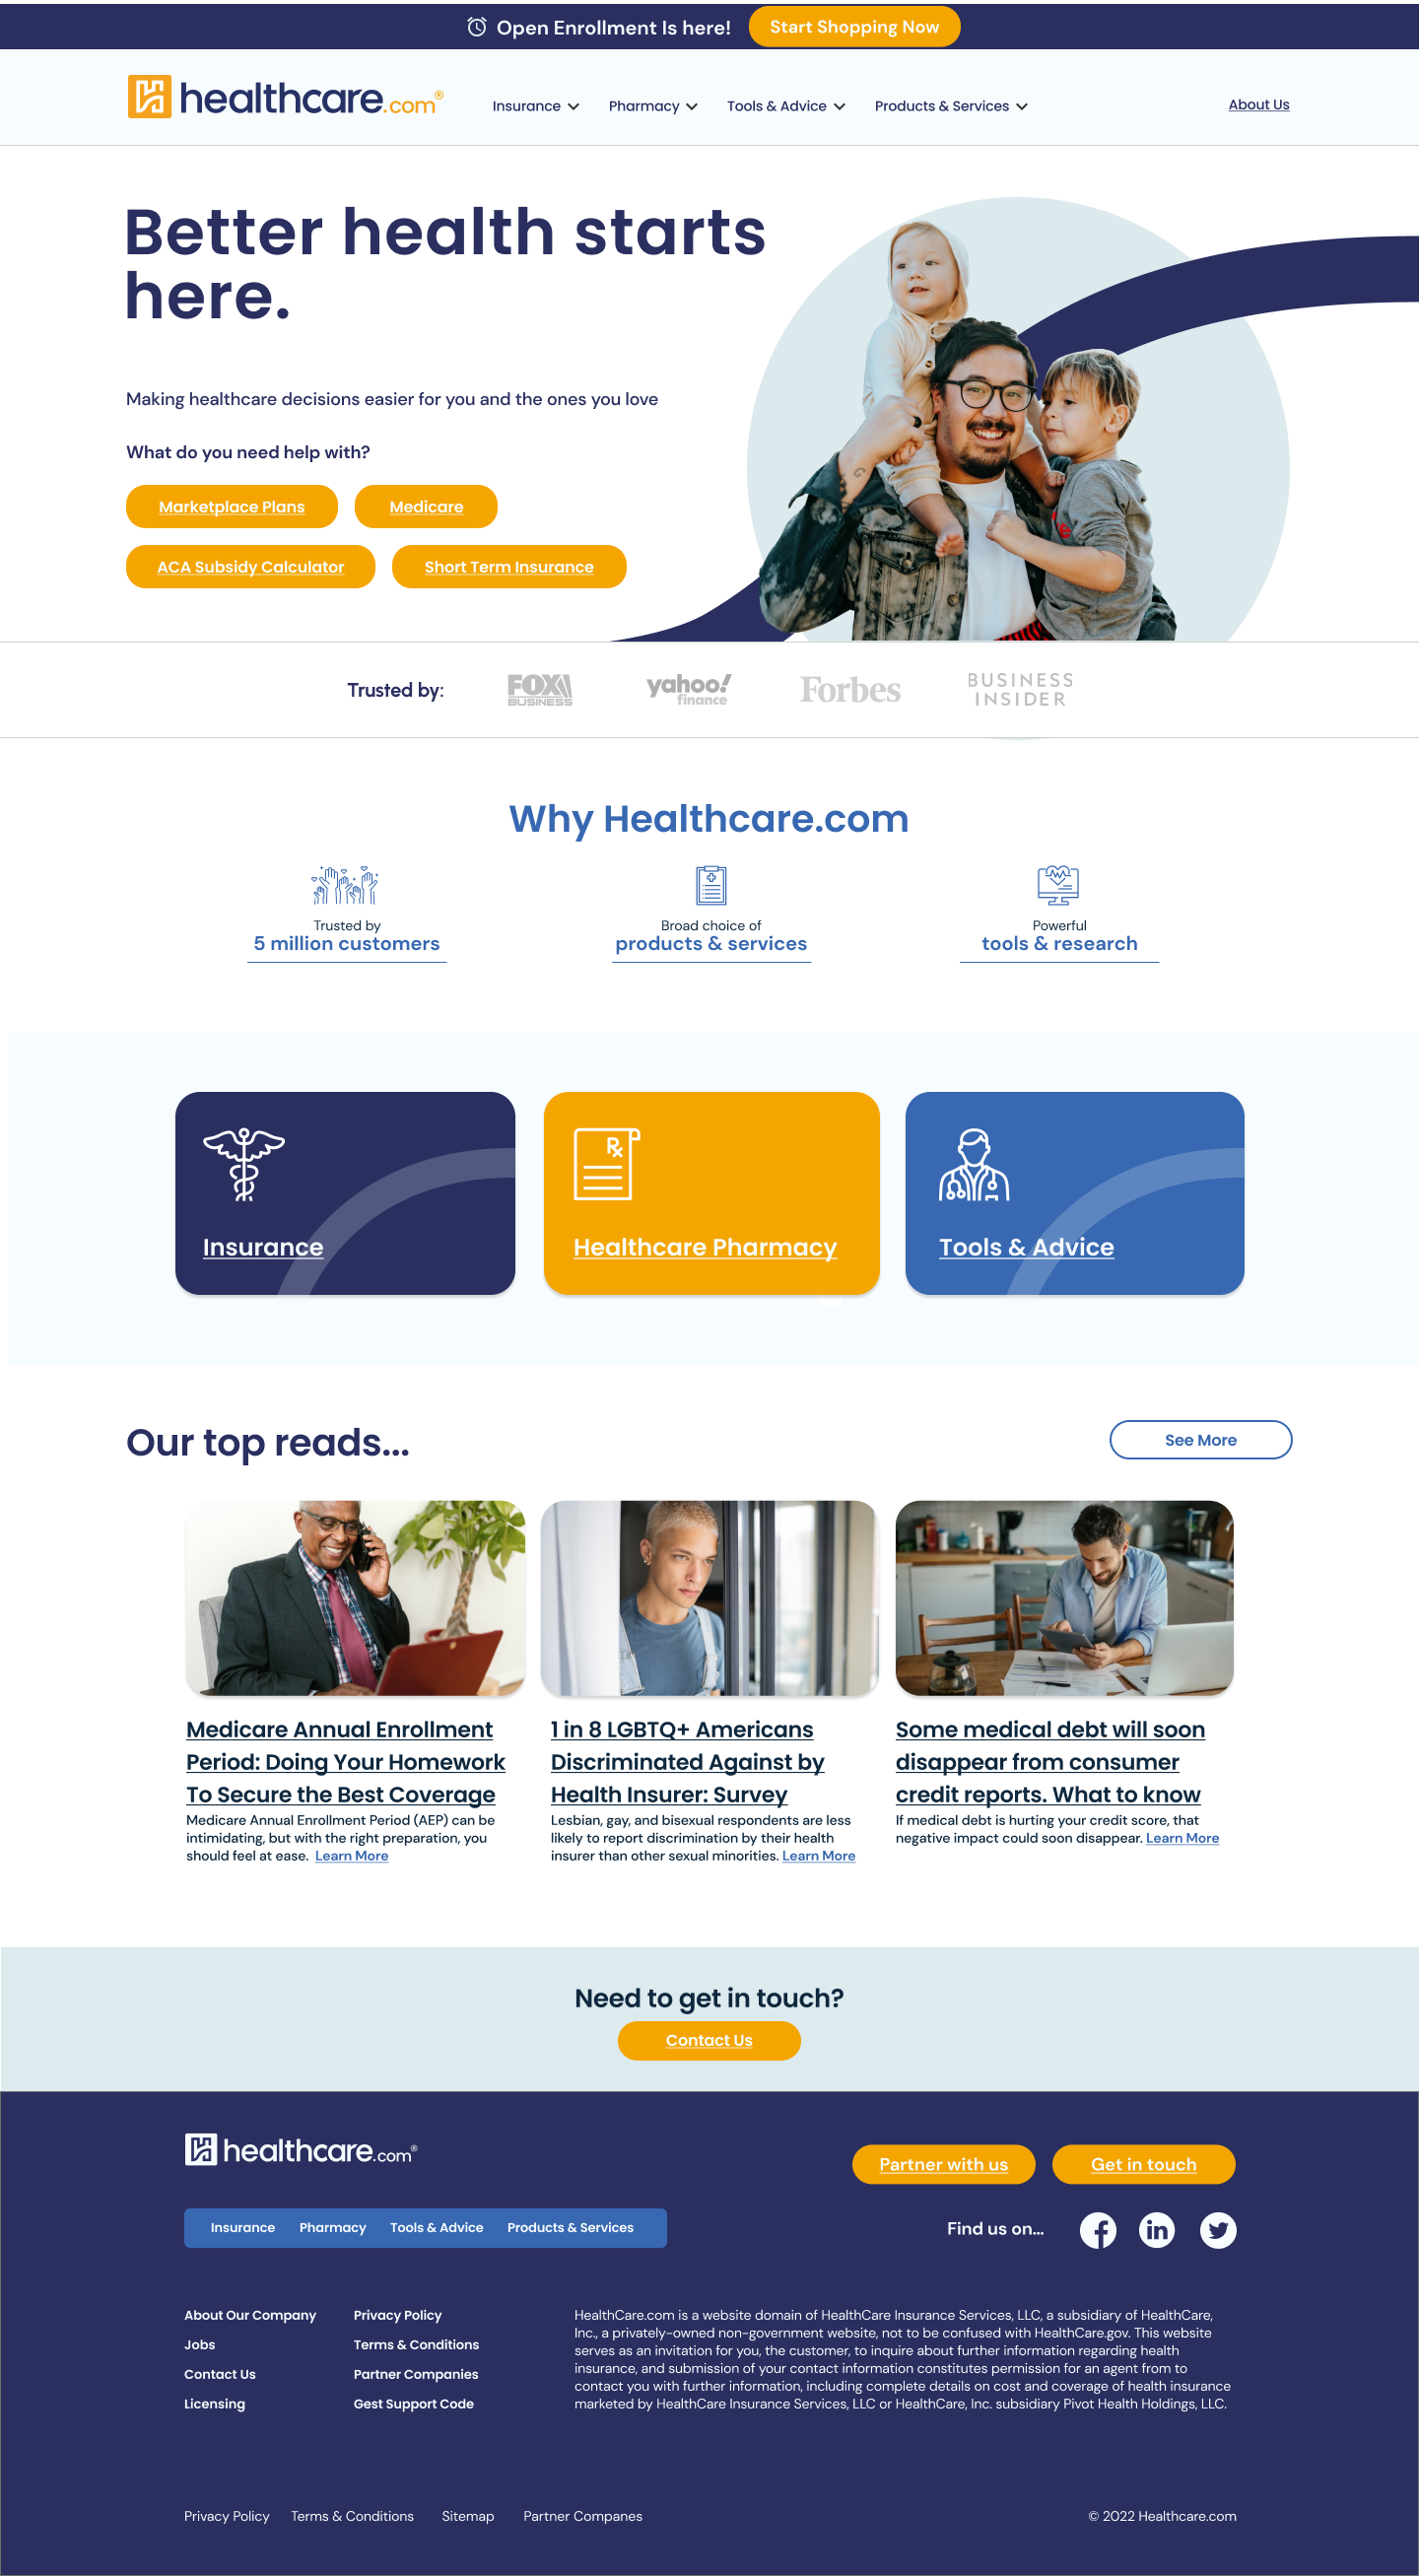 Open Enrollment Is here!
Start Shopping Now
healthcare.com®
Insurance
Pharmacy
Tools & Advice
Products & Services
About Us
Better health starts
here.
Making healthcare decisions easier for you and the ones you love
What do you need help with?
Marketplace Plans
Medicare
ACA Subsidy Calculator
Short Term Insurance
Trusted by:
FOX
BUSINESS
yahoo!
finance
Forbes
BUSINESS
INSIDER
Why Healthcare.com
Trusted by
5 million customers
Broad choice of
products & services
Powerful
tools & research
Rx
Insurance
Healthcare Pharmacy
Tools & Advice
Our top reads...
See More
Medicare Annual Enrollment
Period: Doing Your Homework
To Secure the Best Coverage
Medicare Annual Enrollment Period (AEP) can be
intimidating, but with the right preparation, you
should feel at ease. Learn More
1 in 8 LGBTQ+ Americans
Discriminated Against by
Health Insurer: Survey
Lesbian, gay, and bisexual respondents are less
likely to report discrimination by their health
insurer than other sexual minorities. Learn More
Some medical debt will soon
disappear from consumer
credit reports. What to know
If medical debt is hurting your credit score, that
negative impact could soon disappear. Learn More
Need to get in touch?
Contact Us
healthcare.com®
Partner with us
Get in touch
Insurance
Pharmacy
Tools & Advice
Products & Services
Find us on...
f
in
About Our Company
Jobs
Contact Us
Licensing
Privacy Policy
Terms & Conditions
Partner Companies
Gest Support Code
HealthCare.com is a website domain of HealthCare Insurance Services, LLC, a subsidiary of HealthCare,
Inc., a privately-owned non-government website, not to be confused with HealthCare.gov. This website
serves as an invitation for you, the customer, to inquire about further information regarding health
insurance, and submission of your contact information constitutes permission for an agent from to
contact you with further information, including complete details on cost and coverage of health insurance
marketed by HealthCare Insurance Services, LLC or HealthCare, Inc. subsidiary Pivot Health Holdings, LLC.
Privacy Policy
Terms & Conditions
Sitemap
Partner Companes
© 2022 Healthcare.com